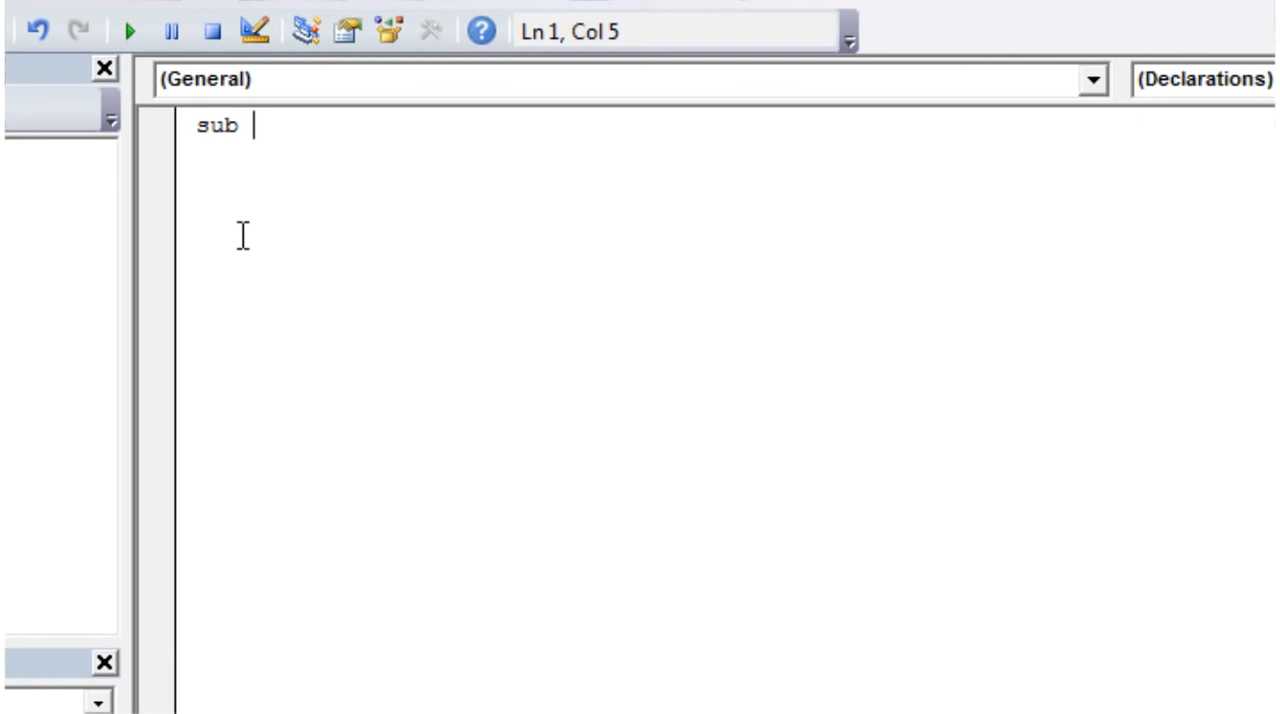 Ln 1, Col 5
(General)
(Declarations)
sub